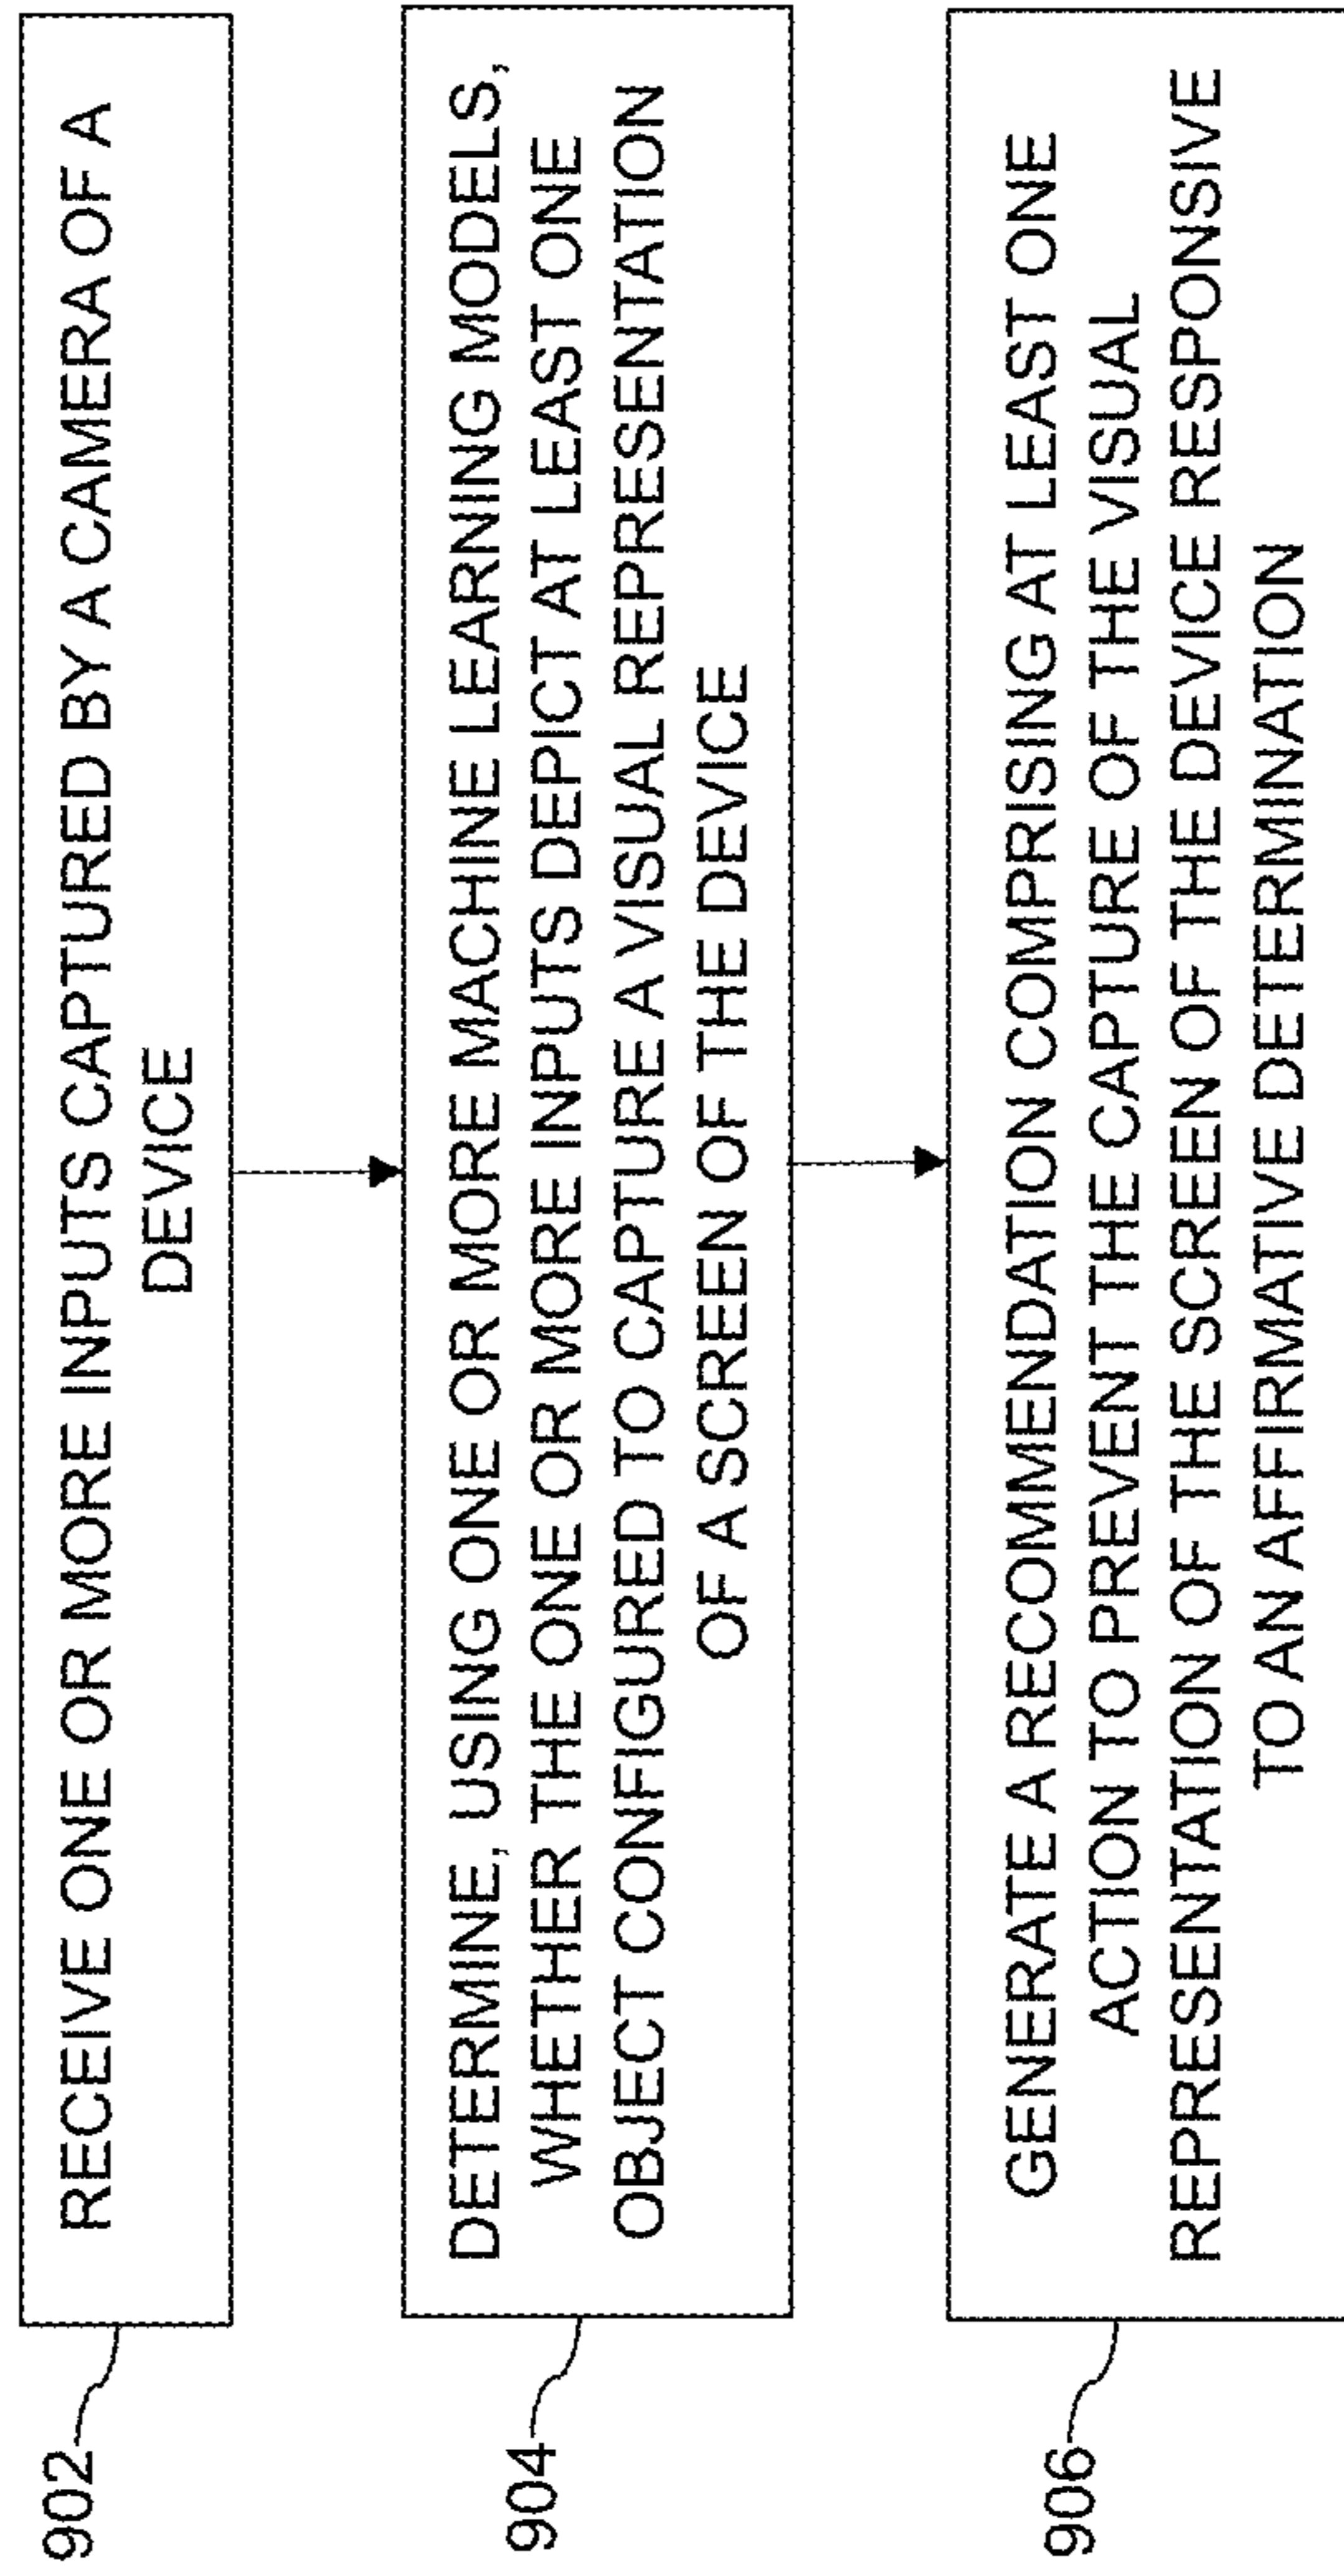 902
RECEIVE ONE OR MORE INPUTS CAPTURED BY A CAMERA OF A
DEVICE
904
DETERMINE, USING ONE OR MORE MACHINE LEARNING MODELS,
WHETHER THE ONE OR MORE INPUTS DEPICT AT LEAST ONE
OBJECT CONFIGURED TO CAPTURE A VISUAL REPRESENTATION
OF A SCREEN OF THE DEVICE
906
GENERATE A RECOMMENDATION COMPRISING AT LEAST ONE
ACTION TO PREVENT THE CAPTURE OF THE VISUAL
REPRESENTATION OF THE SCREEN OF THE DEVICE RESPONSIVE
TO AN AFFIRMATIVE DETERMINATION